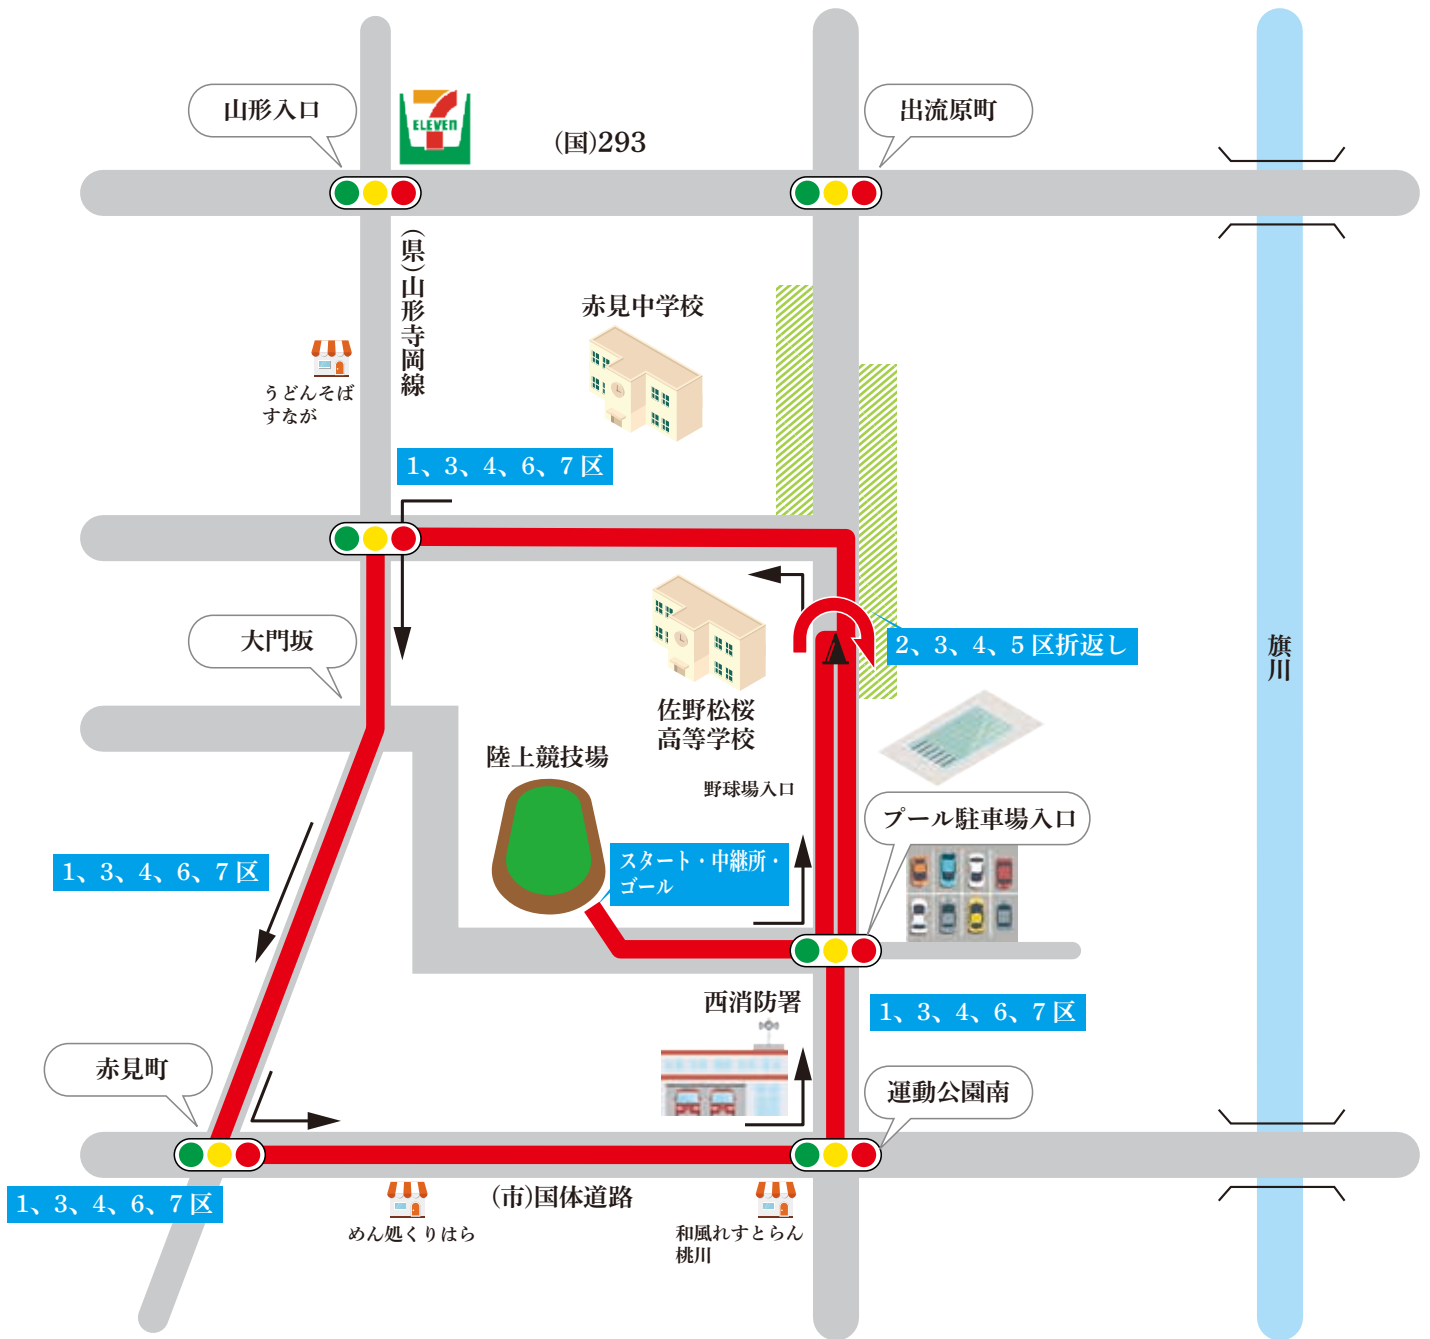 山形入口
7
ELEVEN
(国)293
出流原町
(県)山形寺岡線
赤見中学校
うどんそば
すなが
1、3、4、6、7 区
大門坂
2、3、4、5 区折返し
旗川
佐野松桜
高等学校
陸上競技場
野球場入口
プール駐車場入口
スタート・中継所・
ゴール
1、3、4、6、7 区
西消防署
1、3、4、6、7 区
赤見町
運動公園南
1、3、4、6、7 区
(市)国体道路
めん処くりはら
和風れすとらん
桃川